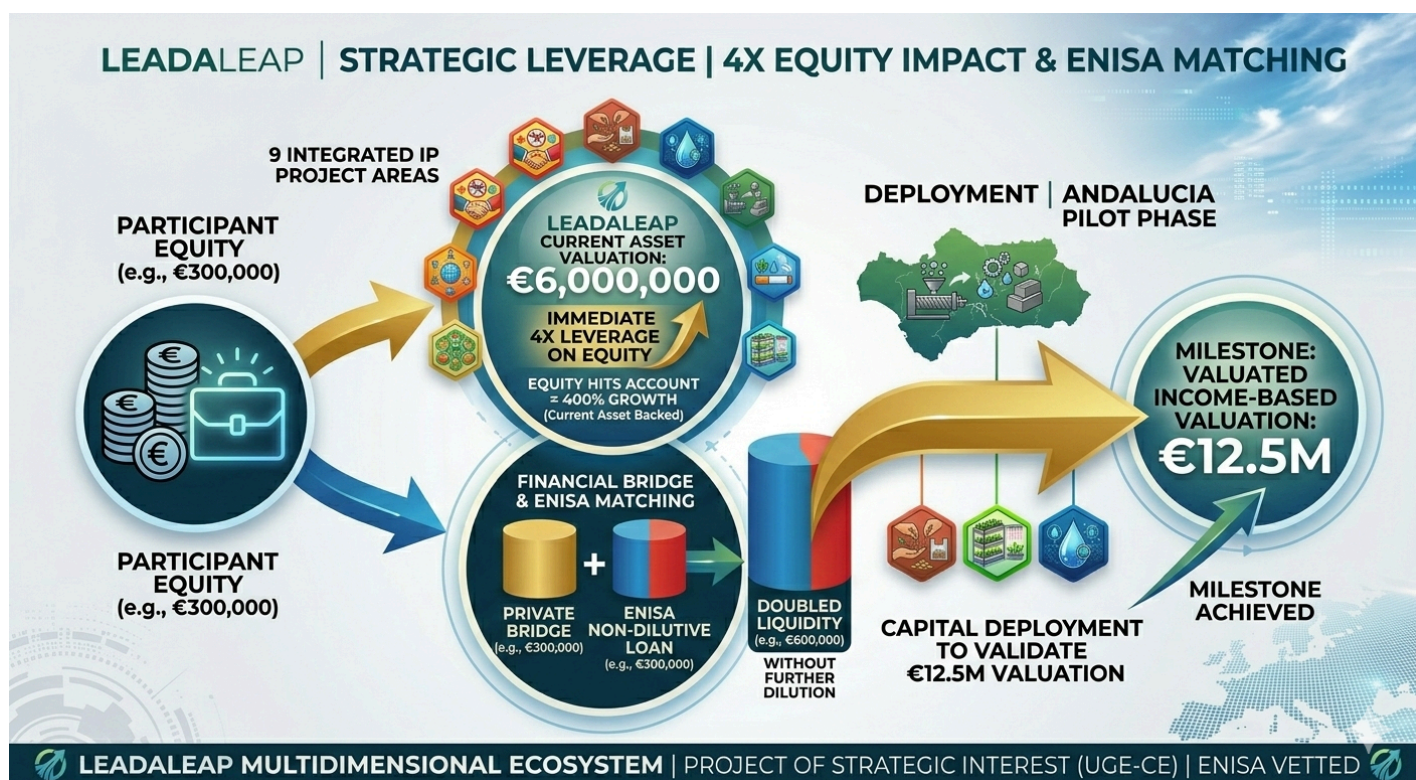 LEADALEAP | STRATEGIC LEVERAGE | 4X EQUITY IMPACT & ENISA MATCHING
9 INTEGRATED IP
PROJECT AREAS
PARTICIPANT
EQUITY
(e.g., €300,000)
LEADALEAP
CURRENT ASSET
VALUATION:
€6,000,000
IMMEDIATE
4X LEVERAGE
ON EQUITY
EQUITY HITS ACCOUNT
= 400% GROWTH
(Current Asset Backed)
DEPLOYMENT | ANDALUCIA
PILOT PHASE
€
€
€
PARTICIPANT
EQUITY
(e.g., €300,000)
FINANCIAL BRIDGE
& ENISA MATCHING
+
PRIVATE
BRIDGE
(e.g., €300,000)
ENISA
NON-DILUTIVE
LOAN
(e.g., €300,000)
DOUBLED
LIQUIDITY
(e.g., €600,000)
WITHOUT
FURTHER
DILUTION
CAPITAL DEPLOYMENT
TO VALIDATE
€12.5M VALUATION
MILESTONE:
VALUATED
INCOME-BASED
VALUATION:
€12.5M
MILESTONE
ACHIEVED
LEADALEAP MULTIDIMENSIONAL ECOSYSTEM | PROJECT OF STRATEGIC INTEREST (UGE-CE) | ENISA VETTED